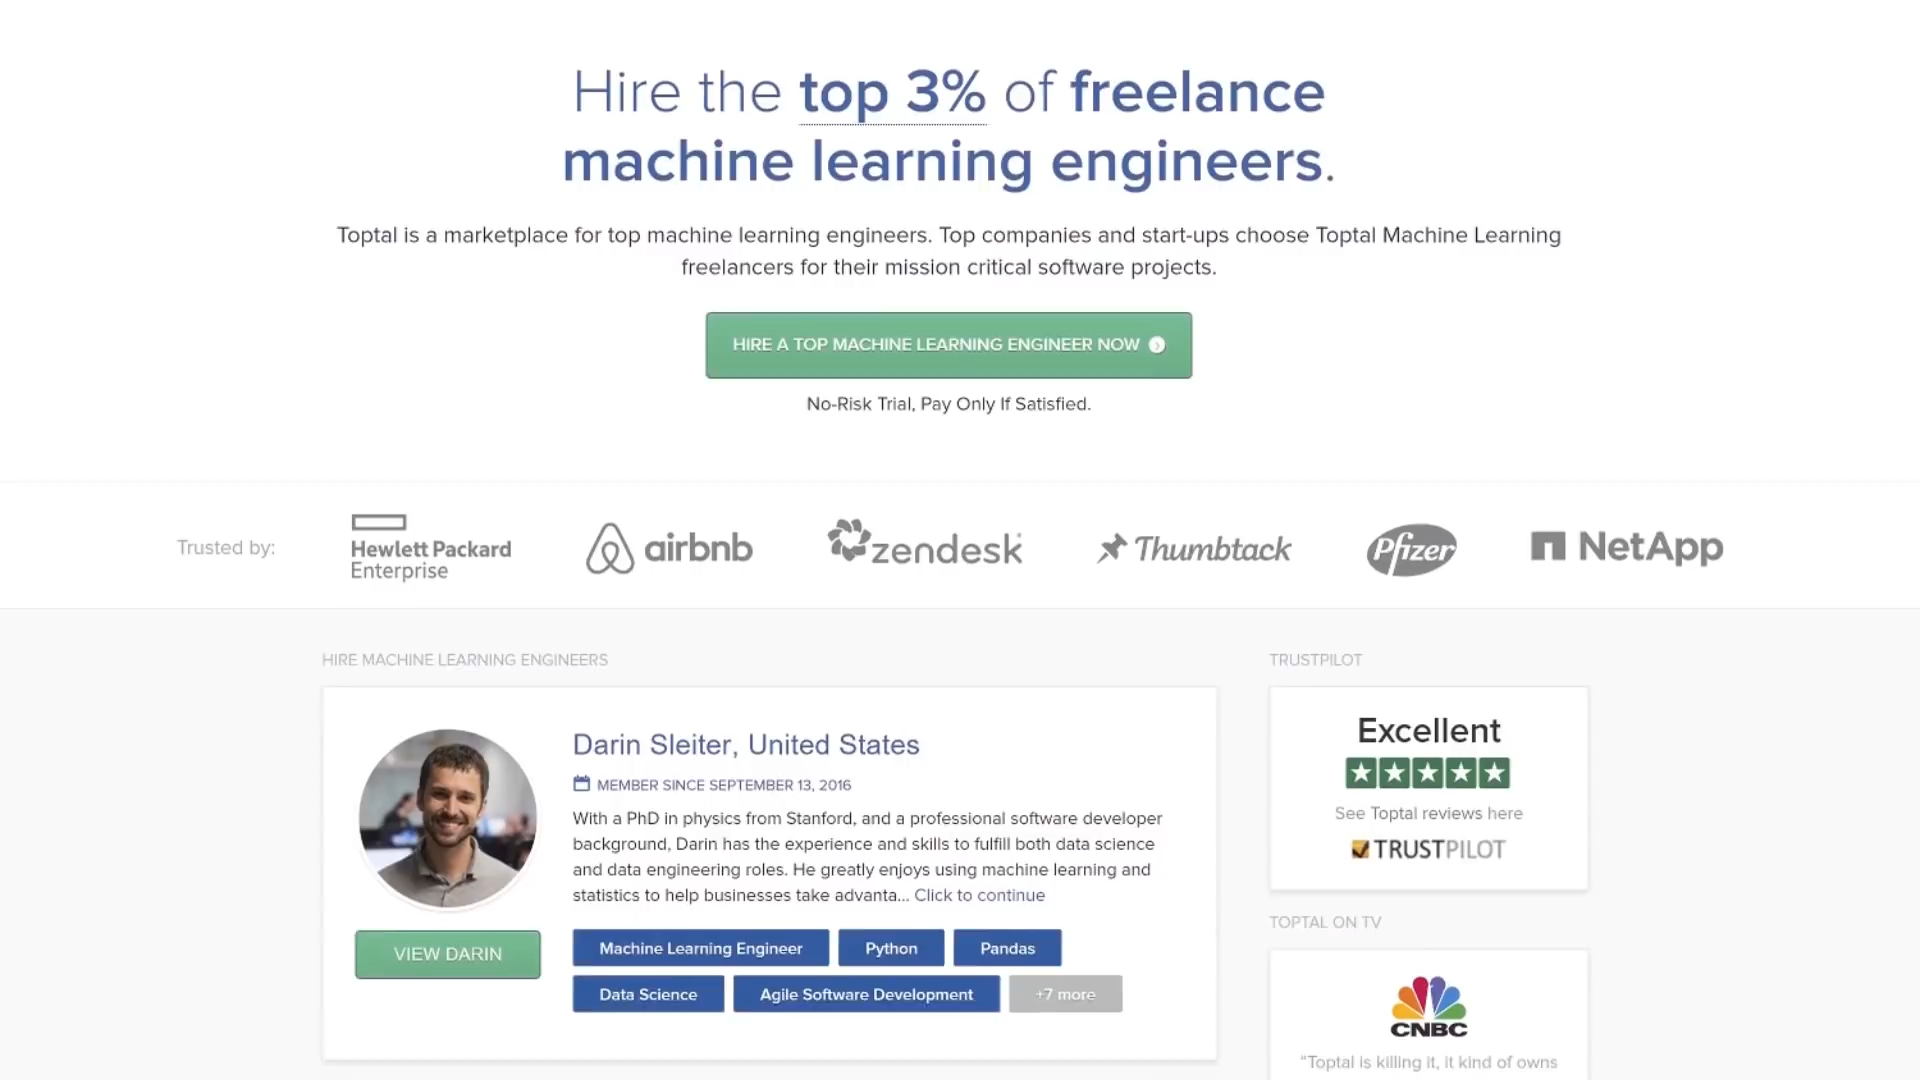 Hire the top 3% of freelance
machine learning engineers.
Toptal is a marketplace for top machine learning engineers. Top companies and start-ups choose Toptal Machine Learning
freelancers for their mission critical software projects.
HIRE A TOP MACHINE LEARNING ENGINEER NOW
No-Risk Trial, Pay Only If Satisfied.
Trusted by:
Hewlett Packard
Enterprise
airbnb
zendesk
Thumbtack
Pfizer
NetApp
HIRE MACHINE LEARNING ENGINEERS
Darin Sleiter, United States
MEMBER SINCE SEPTEMBER 13, 2016
With a PhD in physics from Stanford, and a professional software developer
background, Darin has the experience and skills to fulfill both data science
and data engineering roles. He greatly enjoys using machine learning and
statistics to help businesses take advanta... Click to continue
VIEW DARIN
Machine Learning Engineer
Python
Pandas
Data Science
Agile Software Development
+7 more
TRUSTPILOT
Excellent
See Toptal reviews here
TRUSTPILOT
TOPTAL ON TV
CNBC
"Toptal is killing it, it kind of owns